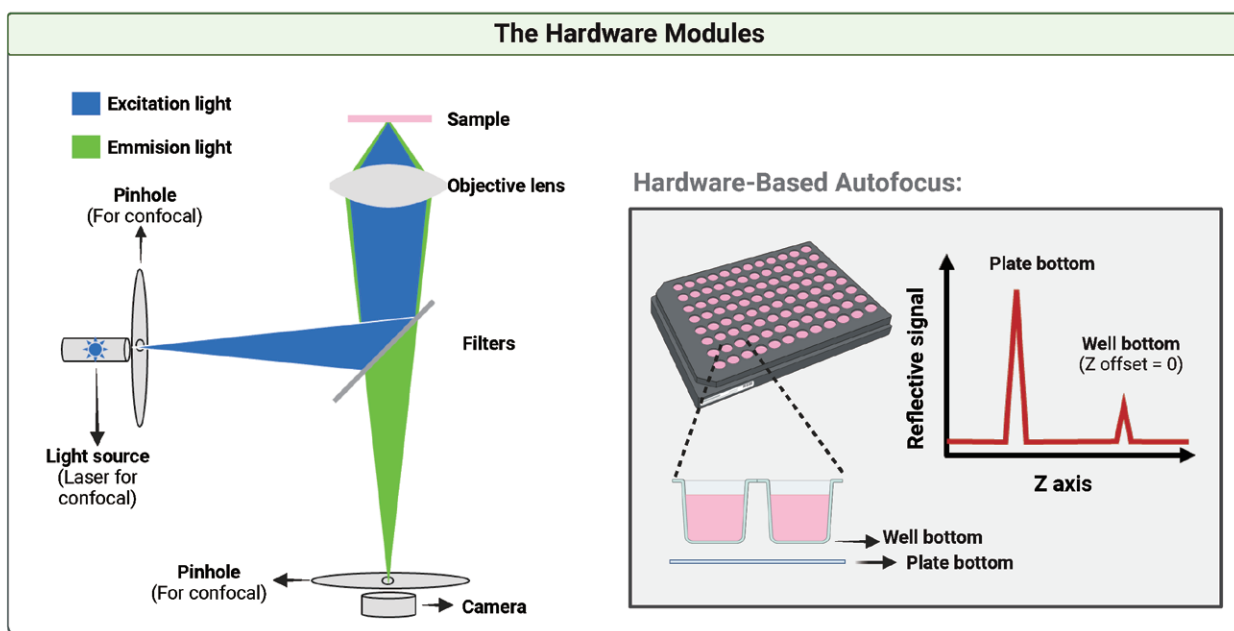 The Hardware Modules
Excitation light
Emmision light
Sample
Objective lens
Pinhole
(For confocal)
Filters
Light source
(Laser for
confocal)
Pinhole
(For confocal)
Camera
Hardware-Based Autofocus:
Plate bottom
Well bottom
(Z offset = 0)
Reflective signal
Z axis
Well bottom
Plate bottom